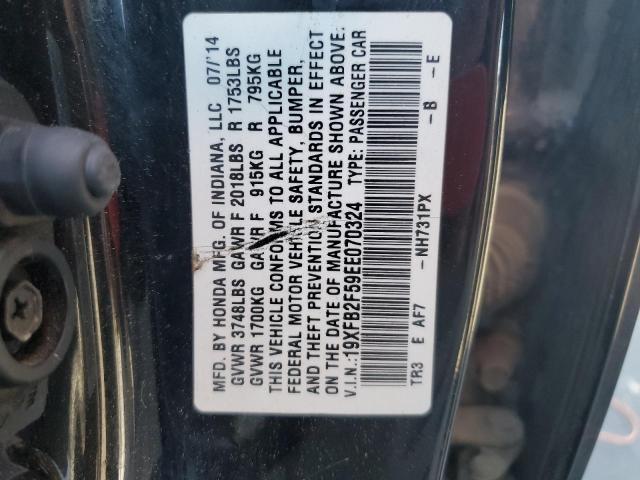 MFD. BY HONDA MFG. OF INDIANA, LLC 07/'14
GVWR 3748LBS GAWR F 2018LBS R 1753LBS
GVWR 1700KG GAWR F 915KG R 795KG
THIS VEHICLE CONFORMS TO ALL APPLICABLE
FEDERAL MOTOR VEHICLE SAFETY, BUMPER,
AND THEFT PREVENTION STANDARDS IN EFFECT
ON THE DATE OF MANUFACTURE SHOWN ABOVE.
V.I.N.:19XFB2F59EE070324 TYPE: PASSENGER CAR
TR3 E AF7 -NH731PX -B -E